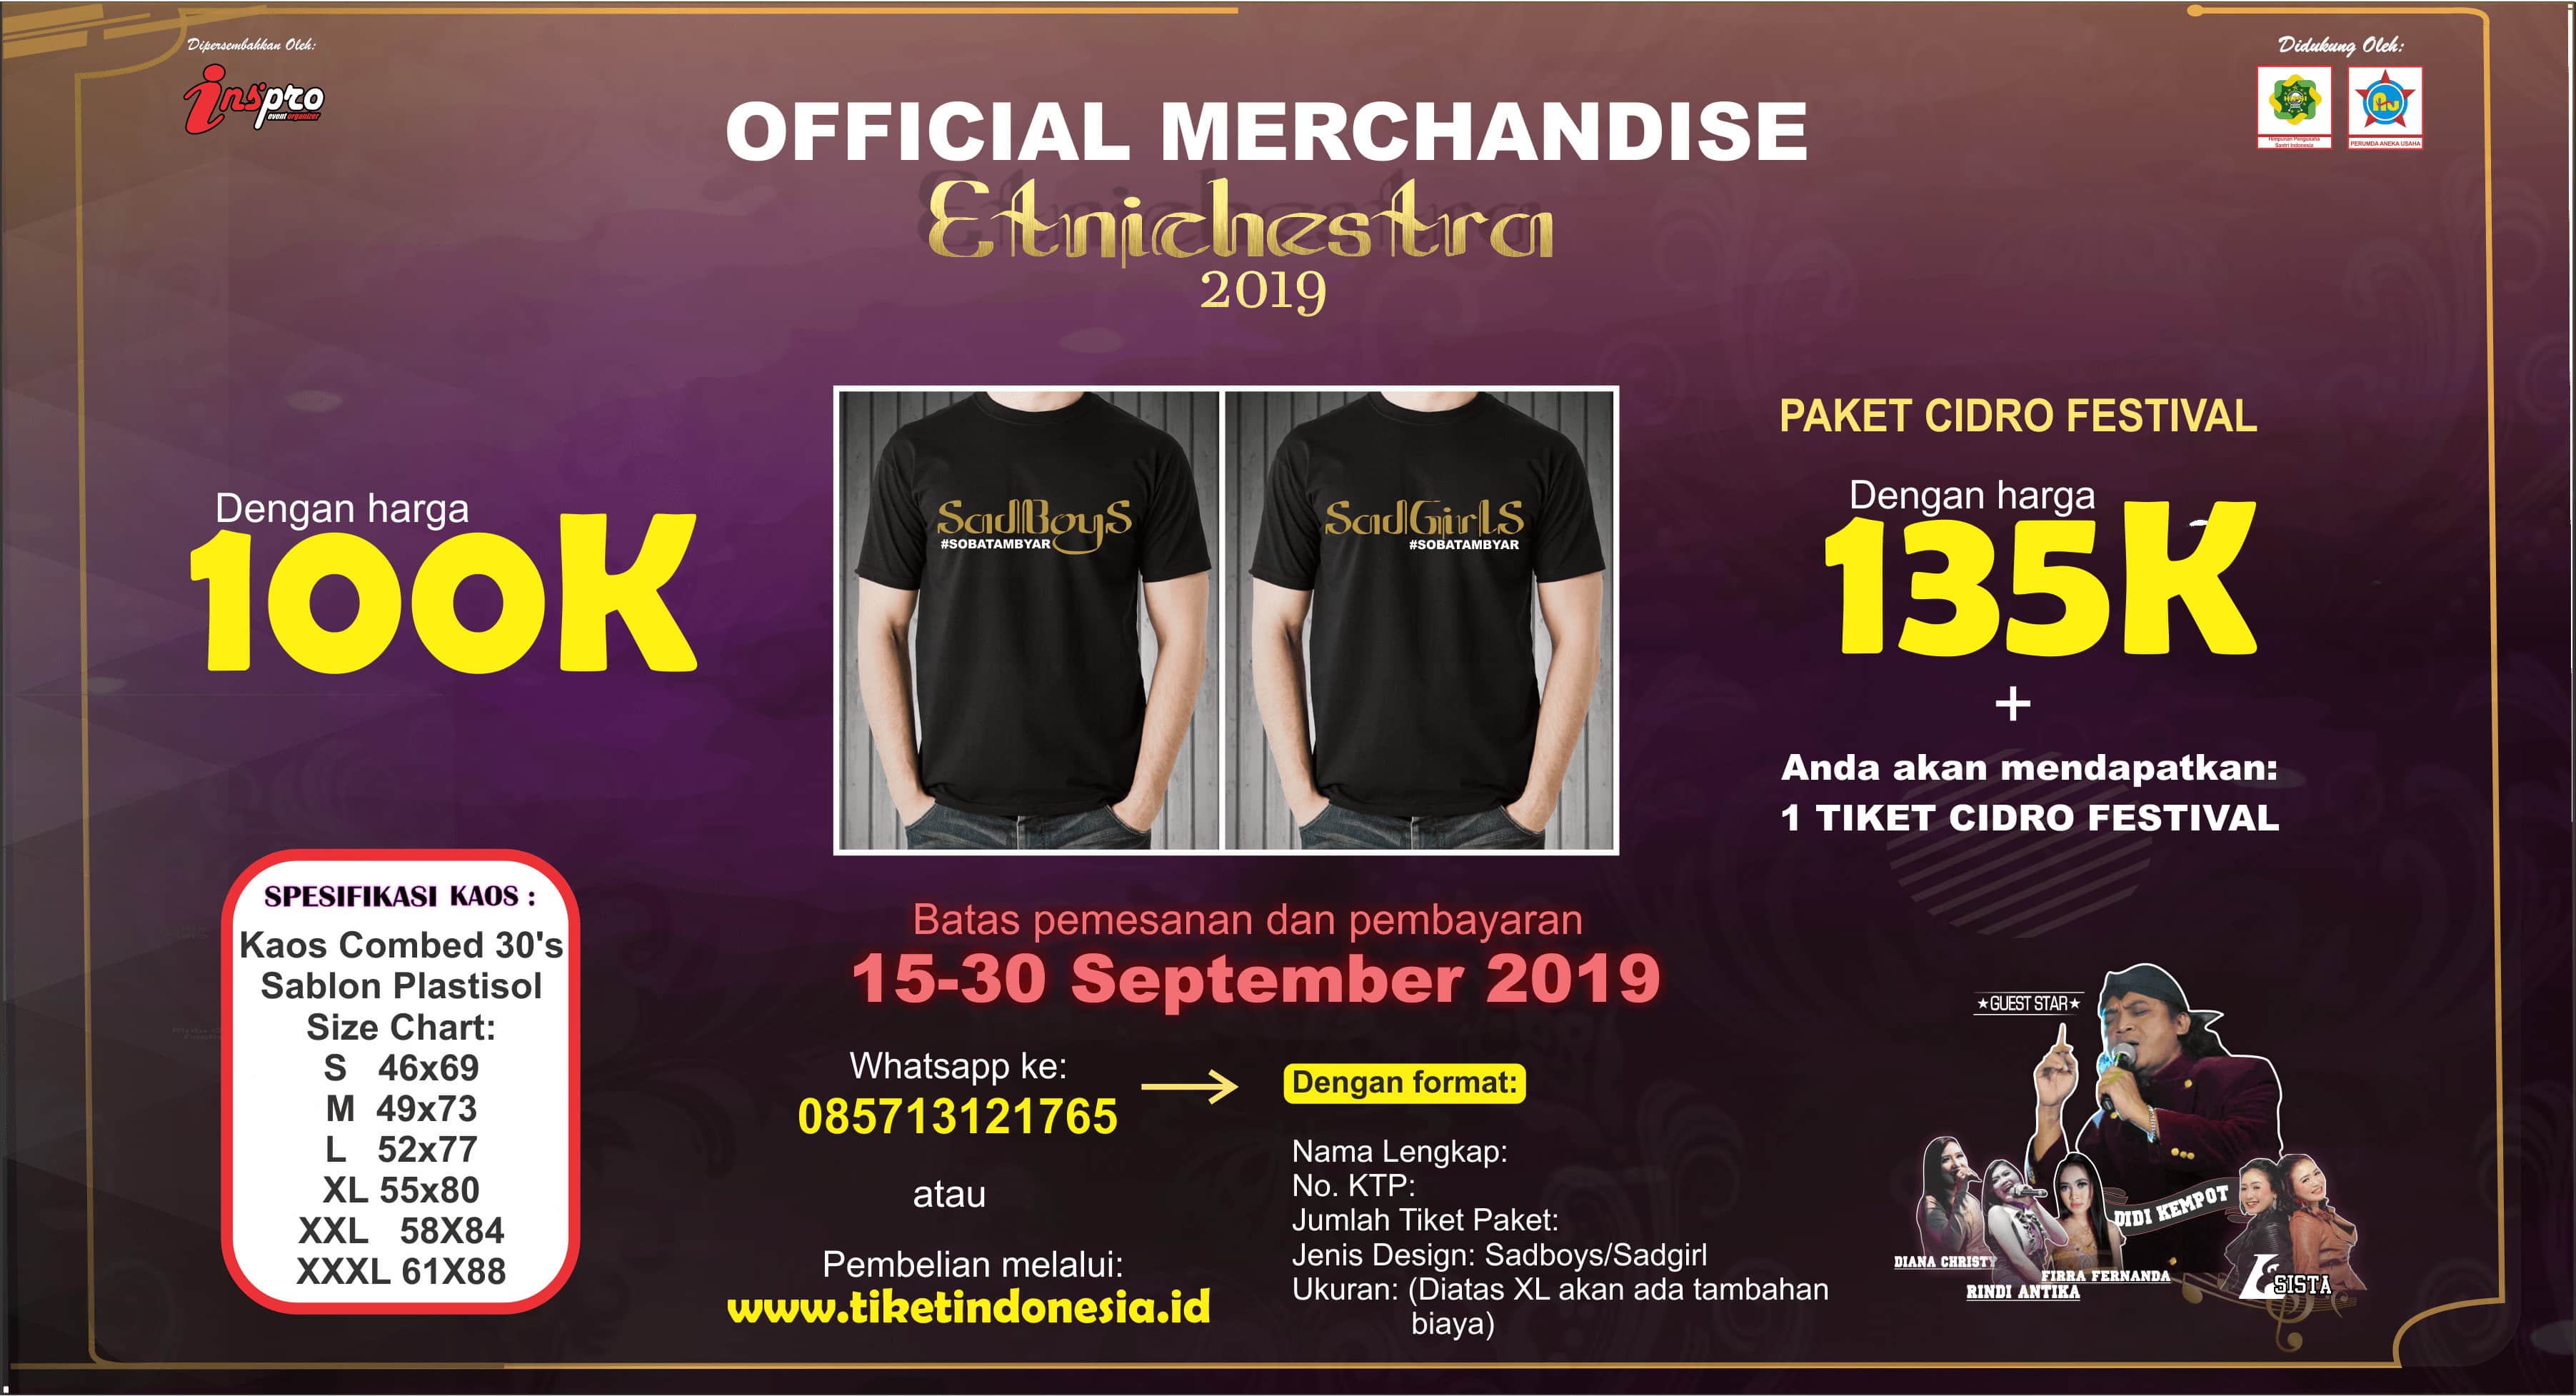 Dipersembahkan Oleh:
inspro
event organizer
Didukung Oleh:
Himpunan Pengusaha
Santri Indonesia
PERUMDA ANEKA USAHA
OFFICIAL MERCHANDISE
Etnichestra
2019
Dengan harga
100K
SadBoyS
#SOBATAMBYAR
SadGirlS
#SOBATAMBYAR
PAKET CIDRO FESTIVAL
Dengan harga
135K
+
Anda akan mendapatkan:
1 TIKET CIDRO FESTIVAL
SPESIFIKASI KAOS :
Kaos Combed 30's
Sablon Plastisol
Size Chart:
S 46x69
M 49x73
L 52x77
XL 55x80
XXL 58X84
XXXL 61X88
Batas pemesanan dan pembayaran
15-30 September 2019
Whatsapp ke:
085713121765
atau
Pembelian melalui:
www.tiketindonesia.id
Dengan format:
Nama Lengkap:
No. KTP:
Jumlah Tiket Paket:
Jenis Design: Sadboys/Sadgirl
Ukuran: (Diatas XL akan ada tambahan
biaya)
★GUEST STAR★
DIDI KEMPOT
DIANA CHRISTY
RINDI ANTIKA
FIRRA FERNANDA
SISTA